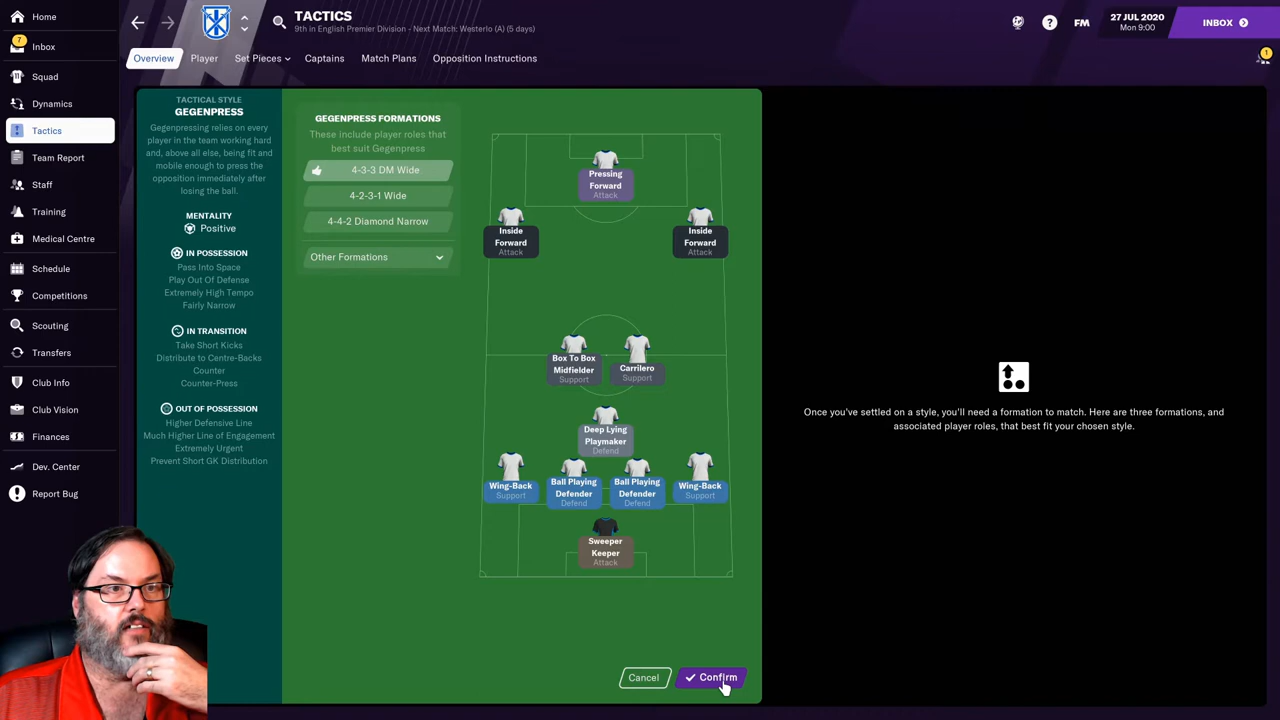 TACTICS
9th in English Premier Division - Next Match: Westerlo (A) (5 days)
FM
27 JUL 2020
Mon 9:00
INBOX
Home
7
Inbox
Squad
Dynamics
Tactics
Team Report
Staff
Training
Medical Centre
Schedule
Competitions
Scouting
Transfers
Club Info
Club Vision
Finances
Dev. Center
Report Bug
Overview
Player
Set Pieces
Captains
Match Plans
Opposition Instructions
1
TACTICAL STYLE
GEGENPRESS
Gegenpressing relies on every
player in the team working hard
and, above all else, being fit and
mobile enough to press the
opposition immediately after
losing the ball.
MENTALITY
Positive
IN POSSESSION
Pass Into Space
Play Out Of Defense
Extremely High Tempo
Fairly Narrow
IN TRANSITION
Take Short Kicks
Distribute to Centre-Backs
Counter
Counter-Press
OUT OF POSSESSION
Higher Defensive Line
Much Higher Line of Engagement
Extremely Urgent
Prevent Short GK Distribution
GEGENPRESS FORMATIONS
These include player roles that
best suit Gegenpress
4-3-3 DM Wide
4-2-3-1 Wide
4-4-2 Diamond Narrow
Other Formations
Pressing
Forward
Attack
Inside
Forward
Attack
Inside
Forward
Attack
Box To Box
Midfielder
Support
Carrilero
Support
Deep Lying
Playmaker
Defend
Wing-Back
Support
Ball Playing
Defender
Defend
Ball Playing
Defender
Defend
Wing-Back
Support
Sweeper
Keeper
Attack
Cancel
Confirm
Once you've settled on a style, you'll need a formation to match. Here are three formations, and
associated player roles, that best fit your chosen style.